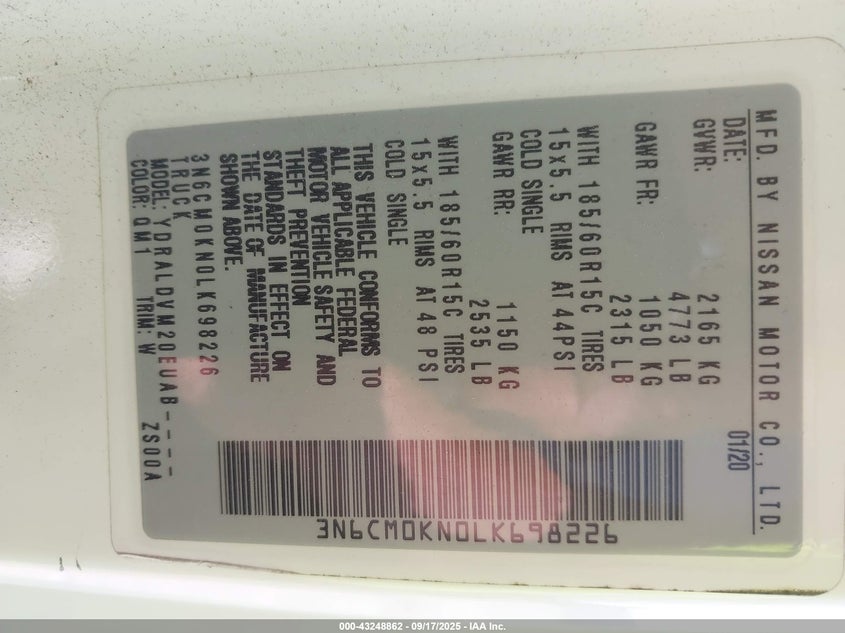 MFD. BY NISSAN MOTOR CO., LTD.
DATE: 01/20
GVWR: 2165 KG
4773 LB
GAWR FR: 1050 KG
2315 LB
WITH 185/60R15C TIRES
15x5.5 RIMS AT 44PSI
COLD SINGLE
GAWR RR: 1150 KG
2535 LB
WITH 185/60R15C TIRES
15x5.5 RIMS AT 48 PSI
COLD SINGLE
THIS VEHICLE CONFORMS TO
ALL APPLICABLE FEDERAL
MOTOR VEHICLE SAFETY AND
THEFT PREVENTION
STANDARDS IN EFFECT ON
THE DATE OF MANUFACTURE
SHOWN ABOVE.
3N6CM0KN0LK698226
TRUCK
MODEL: YDRALDVM20EUAB----
COLOR: QM1 TRIM: W ZS00A
3N6CM0KN0LK698226
000-43248862 - 09/17/2025 - IAA Inc.